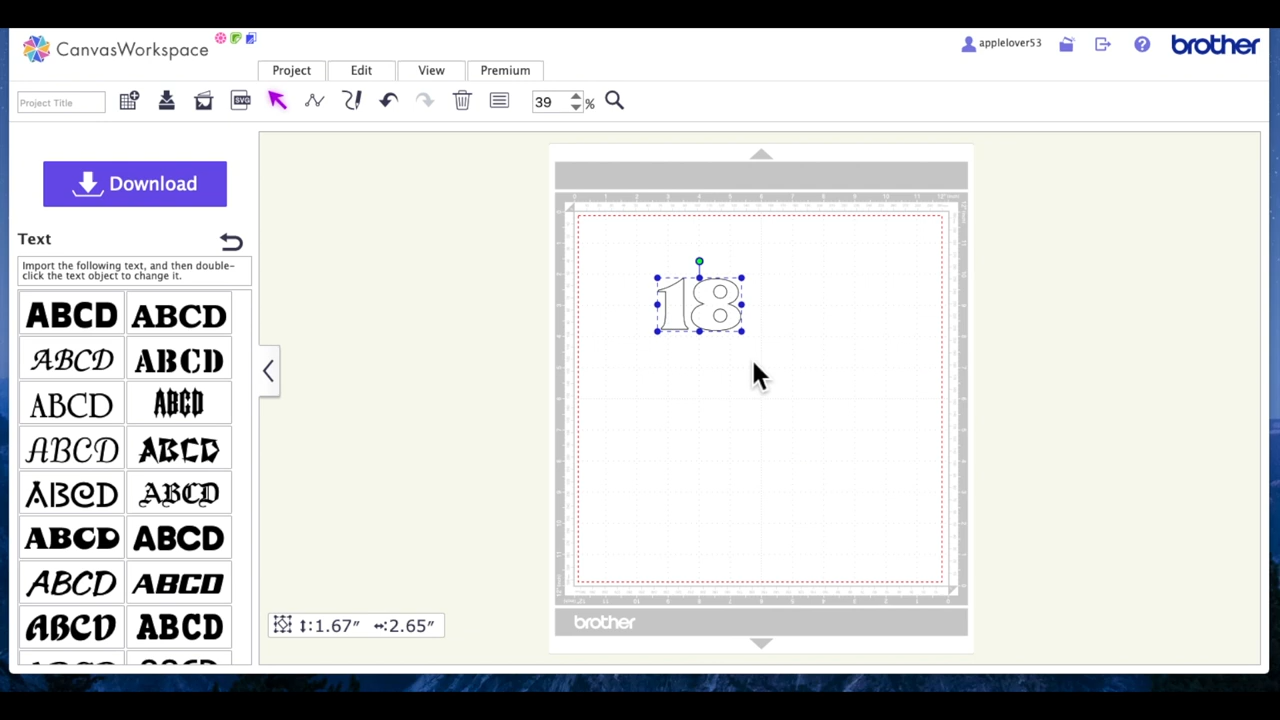 CanvasWorkspace
applelover53
brother
Project Edit View Premium
Project Title
SVG
39 %
Download
Text
Import the following text, and then double-
click the text object to change it.
ABCD ABCD
ABCD ABCD
ABCD ABCD
ABCD ABCD
ABCD ABCD
ABCD ABCD
ABCD ABCD
ABCD ABCD
18
brother
1.67” 2.65”